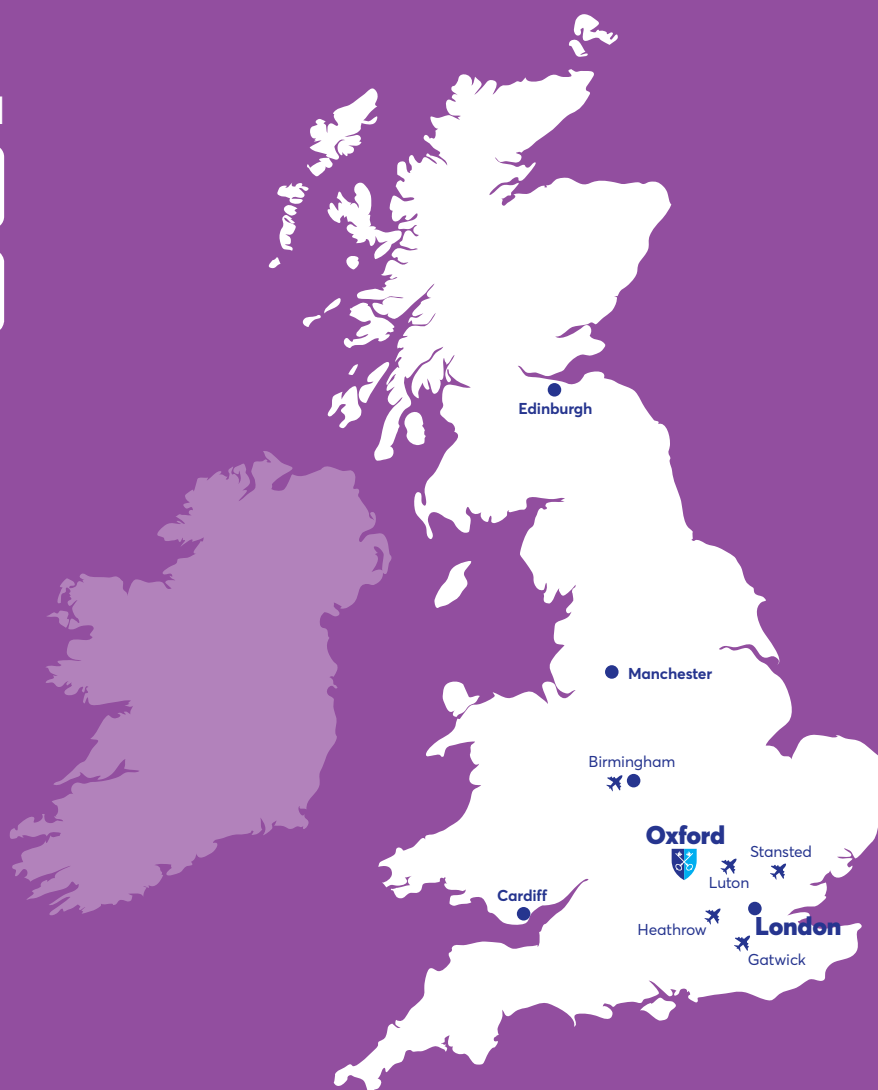 Edinburgh
Manchester
Birmingham
Oxford
Stansted
Luton
Cardiff
London
Heathrow
Gatwick